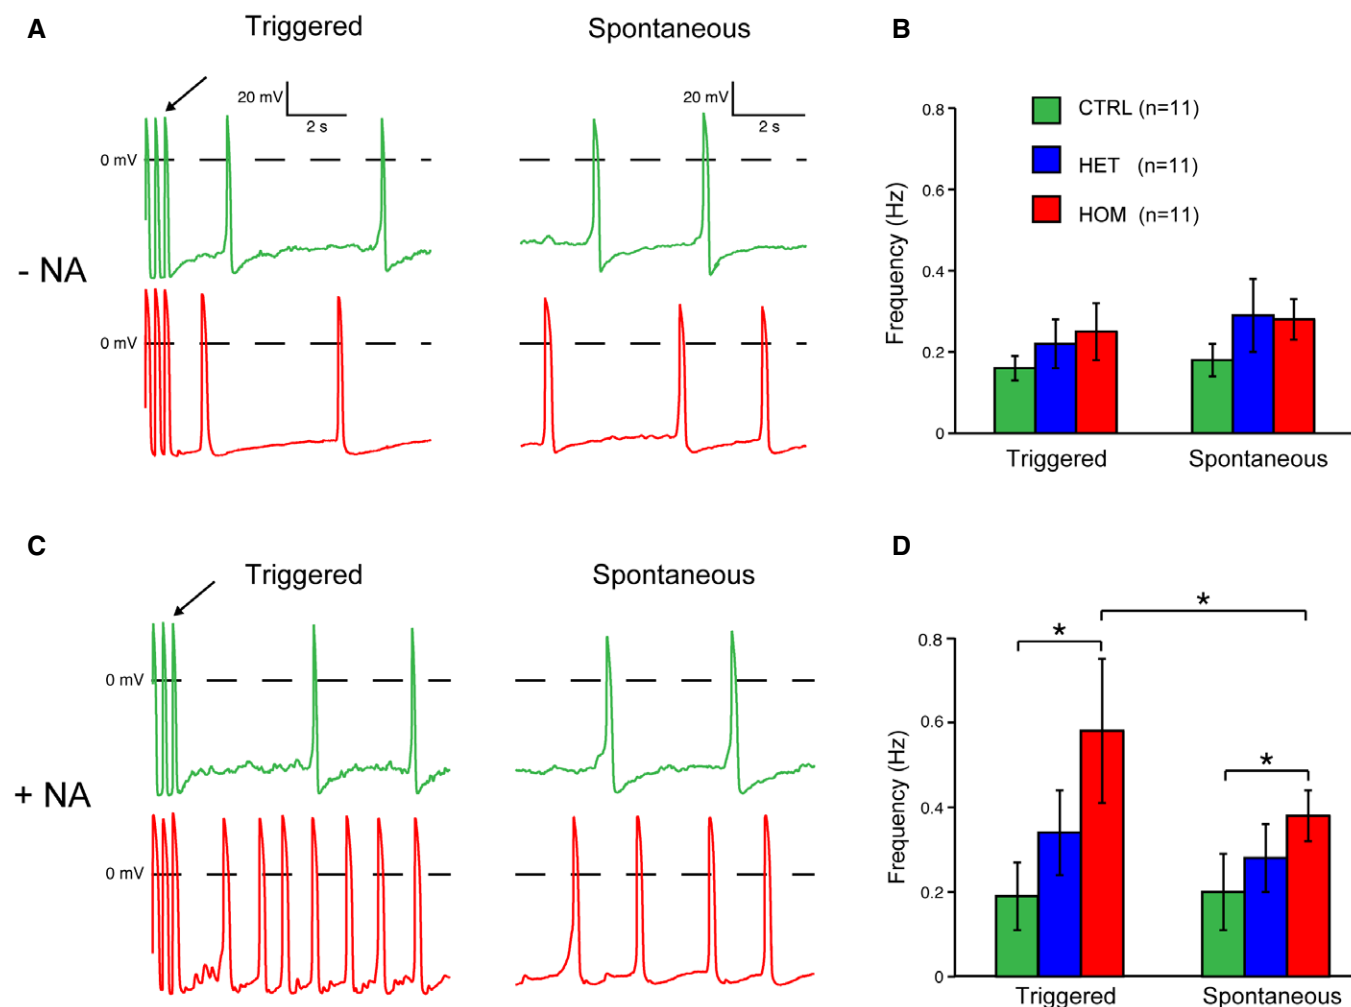 A
Triggered
Spontaneous
20 mV
2 s
20 mV
2 s
0 mV
- NA
0 mV
B
0.8
0.6
0.4
0.2
0
Frequency (Hz)
CTRL (n=11)
HET (n=11)
HOM (n=11)
Triggered
Spontaneous
C
Triggered
Spontaneous
0 mV
+ NA
0 mV
D
*
*
*
0.8
0.6
0.4
0.2
0
Frequency (Hz)
Triggered
Spontaneous